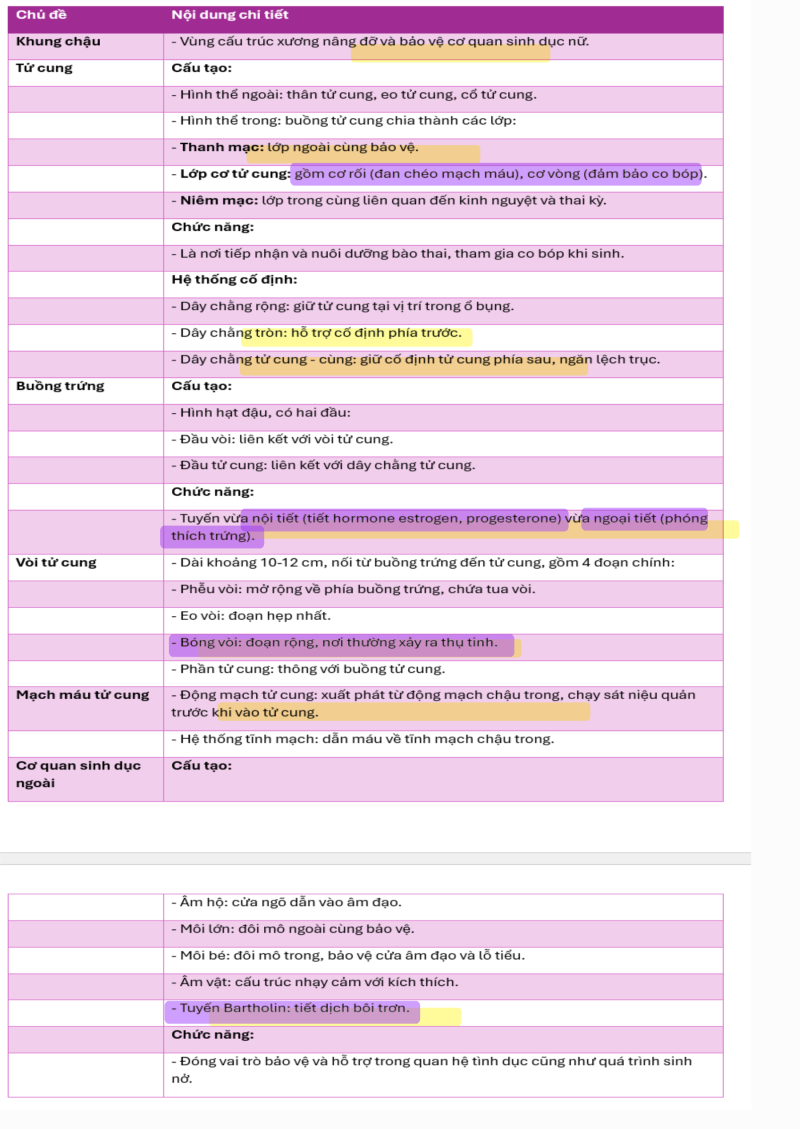 Chủ đề Nội dung chi tiết
Khung chậu - Vùng cấu trúc xương nâng đỡ và bảo vệ cơ quan sinh dục nữ.
Tử cung Cấu tạo:
- Hình thể ngoài: thân tử cung, eo tử cung, cổ tử cung.
- Hình thể trong: buồng tử cung chia thành các lớp:
- Thanh mạc: lớp ngoài cùng bảo vệ.
- Lớp cơ tử cung: gồm cơ rối (đan chéo mạch máu), cơ vòng (đảm bảo co bóp).
- Niêm mạc: lớp trong cùng liên quan đến kinh nguyệt và thai kỳ.
Chức năng:
- Là nơi tiếp nhận và nuôi dưỡng bào thai, tham gia co bóp khi sinh.
Hệ thống cố định:
- Dây chằng rộng: giữ tử cung tại vị trí trong ổ bụng.
- Dây chằng tròn: hỗ trợ cố định phía trước.
- Dây chằng tử cung - cùng: giữ cố định tử cung phía sau, ngăn lệch trục.
Buồng trứng Cấu tạo:
- Hình hạt đậu, có hai đầu:
- Đầu vòi: liên kết với vòi tử cung.
- Đầu tử cung: liên kết với dây chằng tử cung.
Chức năng:
- Tuyến vừa nội tiết (tiết hormone estrogen, progesterone) vừa ngoại tiết (phóng
thích trứng).
Vòi tử cung - Dài khoảng 10-12 cm, nối từ buồng trứng đến tử cung, gồm 4 đoạn chính:
- Phễu vòi: mở rộng về phía buồng trứng, chứa tua vòi.
- Eo vòi: đoạn hẹp nhất.
- Bóng vòi: đoạn rộng, nơi thường xảy ra thụ tinh.
- Phần tử cung: thông với buồng tử cung.
Mạch máu tử cung - Động mạch tử cung: xuất phát từ động mạch chậu trong, chạy sát niệu quản
trước khi vào tử cung.
- Hệ thống tĩnh mạch: dẫn máu về tĩnh mạch chậu trong.
Cơ quan sinh dục Cấu tạo:
ngoài
- Âm hộ: cửa ngõ dẫn vào âm đạo.
- Môi lớn: đôi mô ngoài cùng bảo vệ.
- Môi bé: đôi mô trong, bảo vệ cửa âm đạo và lỗ tiểu.
- Âm vật: cấu trúc nhạy cảm với kích thích.
- Tuyến Bartholin: tiết dịch bôi trơn.
Chức năng:
- Đóng vai trò bảo vệ và hỗ trợ trong quan hệ tình dục cũng như quá trình sinh
nở.